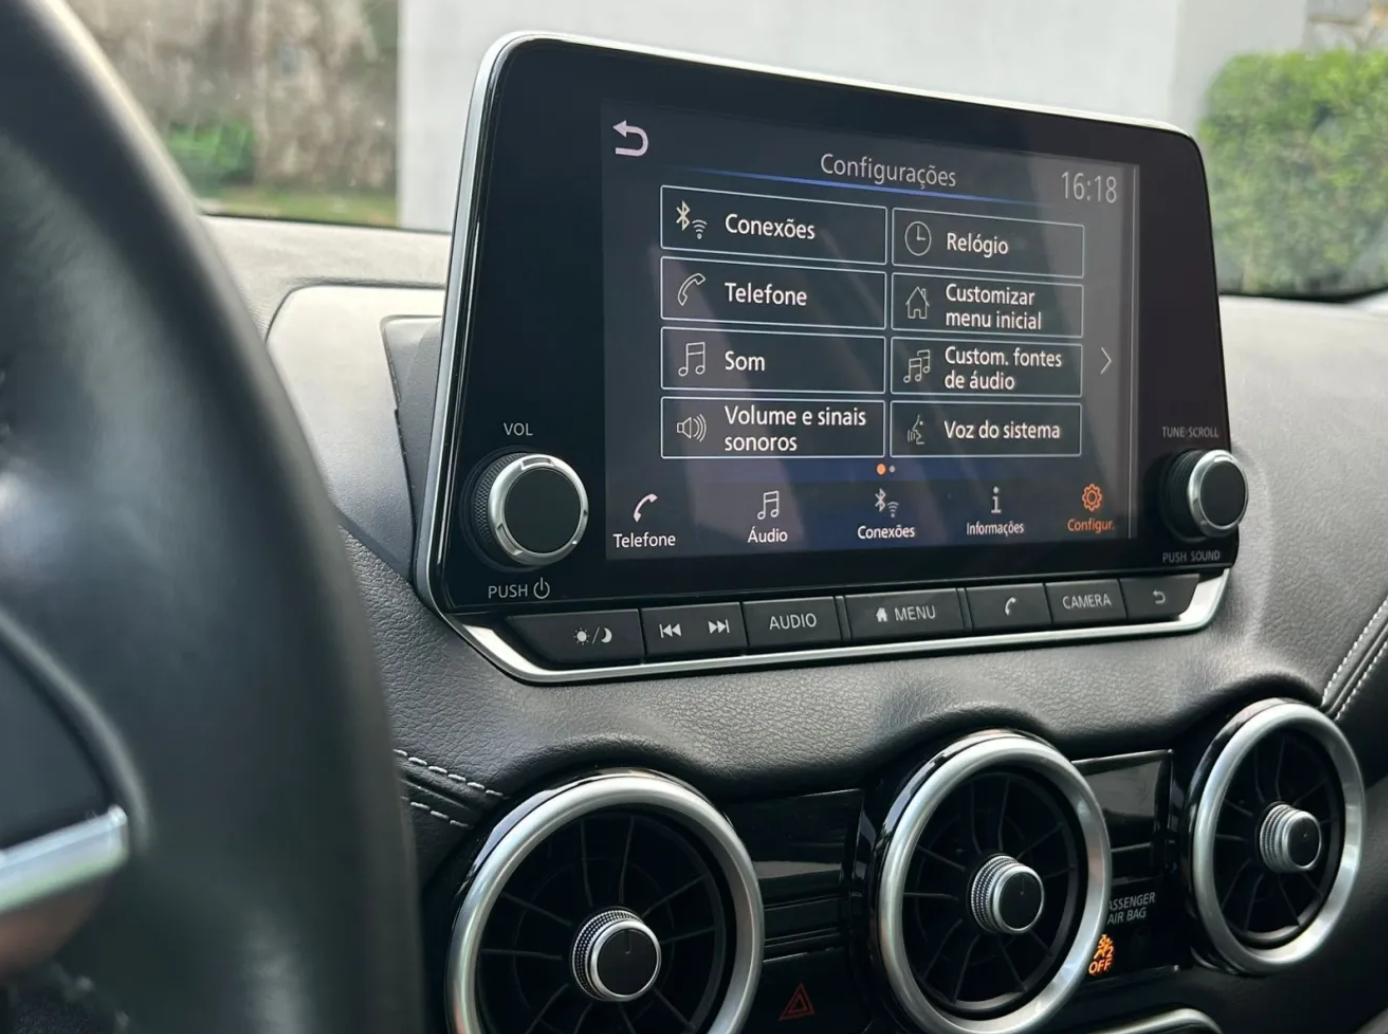 Configurações
16:18
Conexões
Relógio
Telefone
Customizar
menu inicial
Som
Custom. fontes
de áudio
Volume e sinais
sonoros
Voz do sistema
VOL
TUNE·SCROLL
Telefone
Áudio
Conexões
Informações
Configur.
PUSH
PUSH SOUND
AUDIO
MENU
CAMERA
AIR BAG
OFF